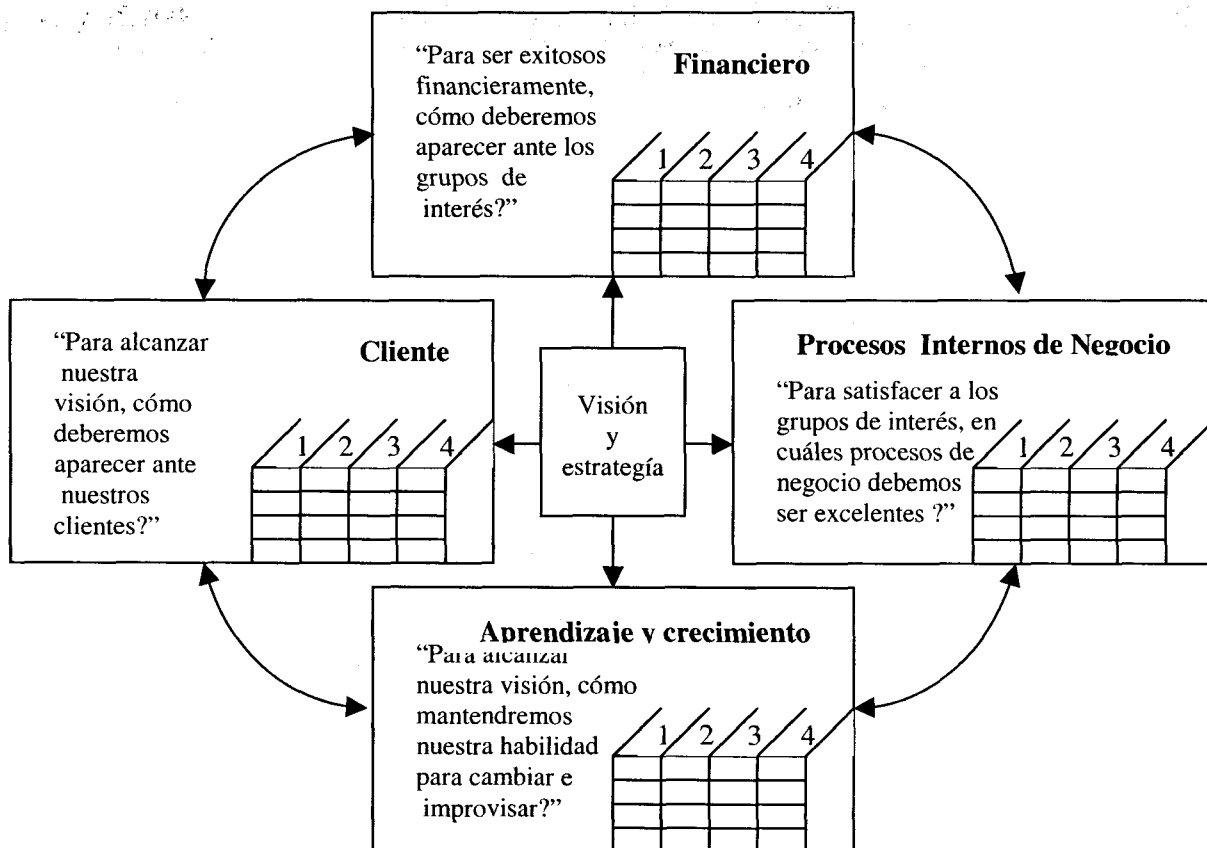 Financiero
“Para ser exitosos
financieramente,
cómo deberemos
aparecer ante los
grupos de
interés?”
1 2 3 4
Cliente
“Para alcanzar
nuestra
visión, cómo
deberemos
aparecer ante
nuestros
clientes?”
1 2 3 4
Visión
y
estrategía
Procesos Internos de Negocio
“Para satisfacer a los
grupos de interés, en
cuáles procesos de
negocio debemos
ser excelentes ?”
1 2 3 4
Aprendizaje y crecimiento
“Para alcanzar
nuestra visión, cómo
mantendremos
nuestra habilidad
para cambiar e
improvisar?”
1 2 3 4